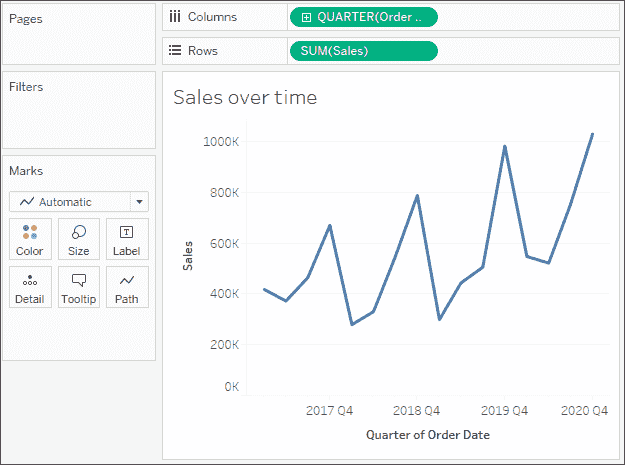 Pages
Columns
QUARTER(Order ..
Rows
SUM(Sales)
Filters
Marks
Automatic
Color
Size
Label
Detail
Tooltip
Path
Sales over time
Sales
1000K
800K
600K
400K
200K
0K
2017 Q4
2018 Q4
2019 Q4
2020 Q4
Quarter of Order Date